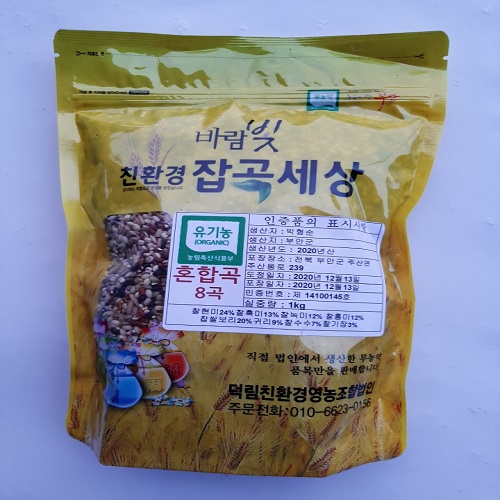 바람빛
친환경 잡곡세상
유기농
(ORGANIC)
농림축산식품부
혼합곡
8곡
인증품의 표시사항
생산자 : 박형순
생산지 : 부안군
생산년도 : 2020년산
포장장소 : 전북 부안군 주산면
주산동로 239
도정일자 : 2020년 12월13일
포장일자 : 2020년 12월13일
인증번호 : 제 14100145호
실중량 : 1kg
찰현미24%찰흑미13%찰녹미12% 찰홍미12%
찹쌀보리20%귀리9%찰수수7%찰기장3%
직접 법인에서 생산한 무농약
품목만을 판매합니다
덕림친환경영농조합법인
주문전화:010-6623-0156